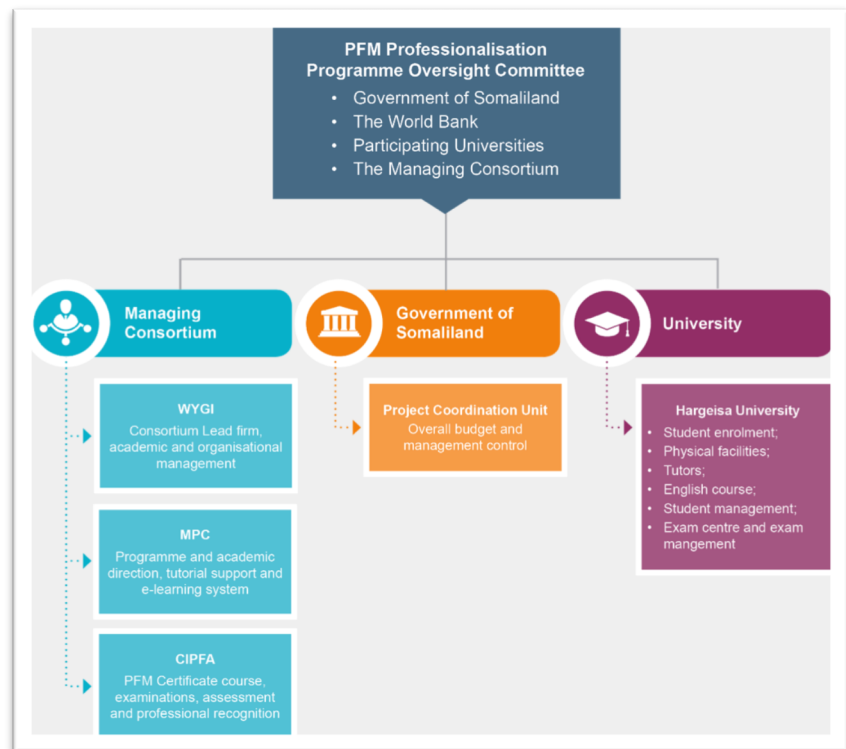 PFM Professionalisation
Programme Oversight Committee
• Government of Somaliland
• The World Bank
• Participating Universities
• The Managing Consortium
Managing
Consortium
Government of
Somaliland
University
WYGI
Consortium Lead firm,
academic and organisational
management
Project Coordination Unit
Overall budget and
management control
Hargeisa University
• Student enrolment;
• Physical facilities;
• Tutors;
• English course;
• Student management;
• Exam centre and exam
mangement
MPC
Programme and academic
direction, tutorial support and
e-learning system
CIPFA
PFM Certificate course,
examinations, assessment
and professional recognition